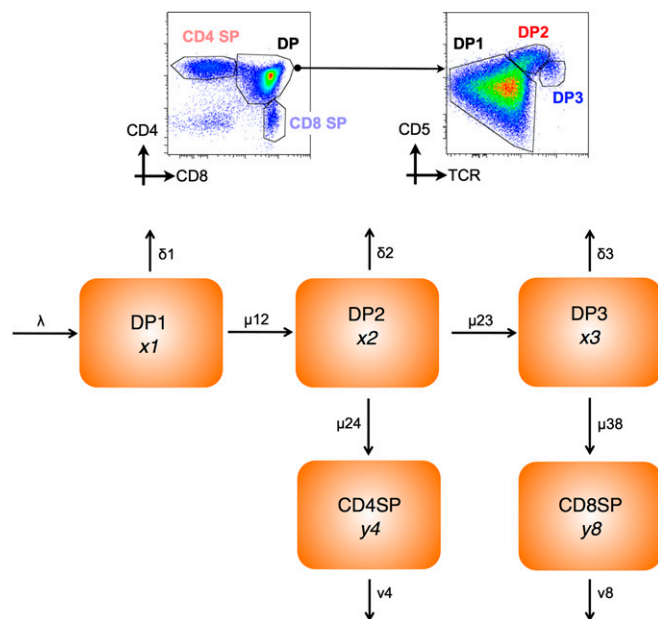 CD4 SP
DP
CD8 SP
CD4
CD8
DP1
DP2
DP3
CD5
TCR
δ1
δ2
δ3
λ
DP1
x1
μ12
DP2
x2
μ23
DP3
x3
μ24
μ38
CD4SP
y4
CD8SP
y8
ν4
ν8